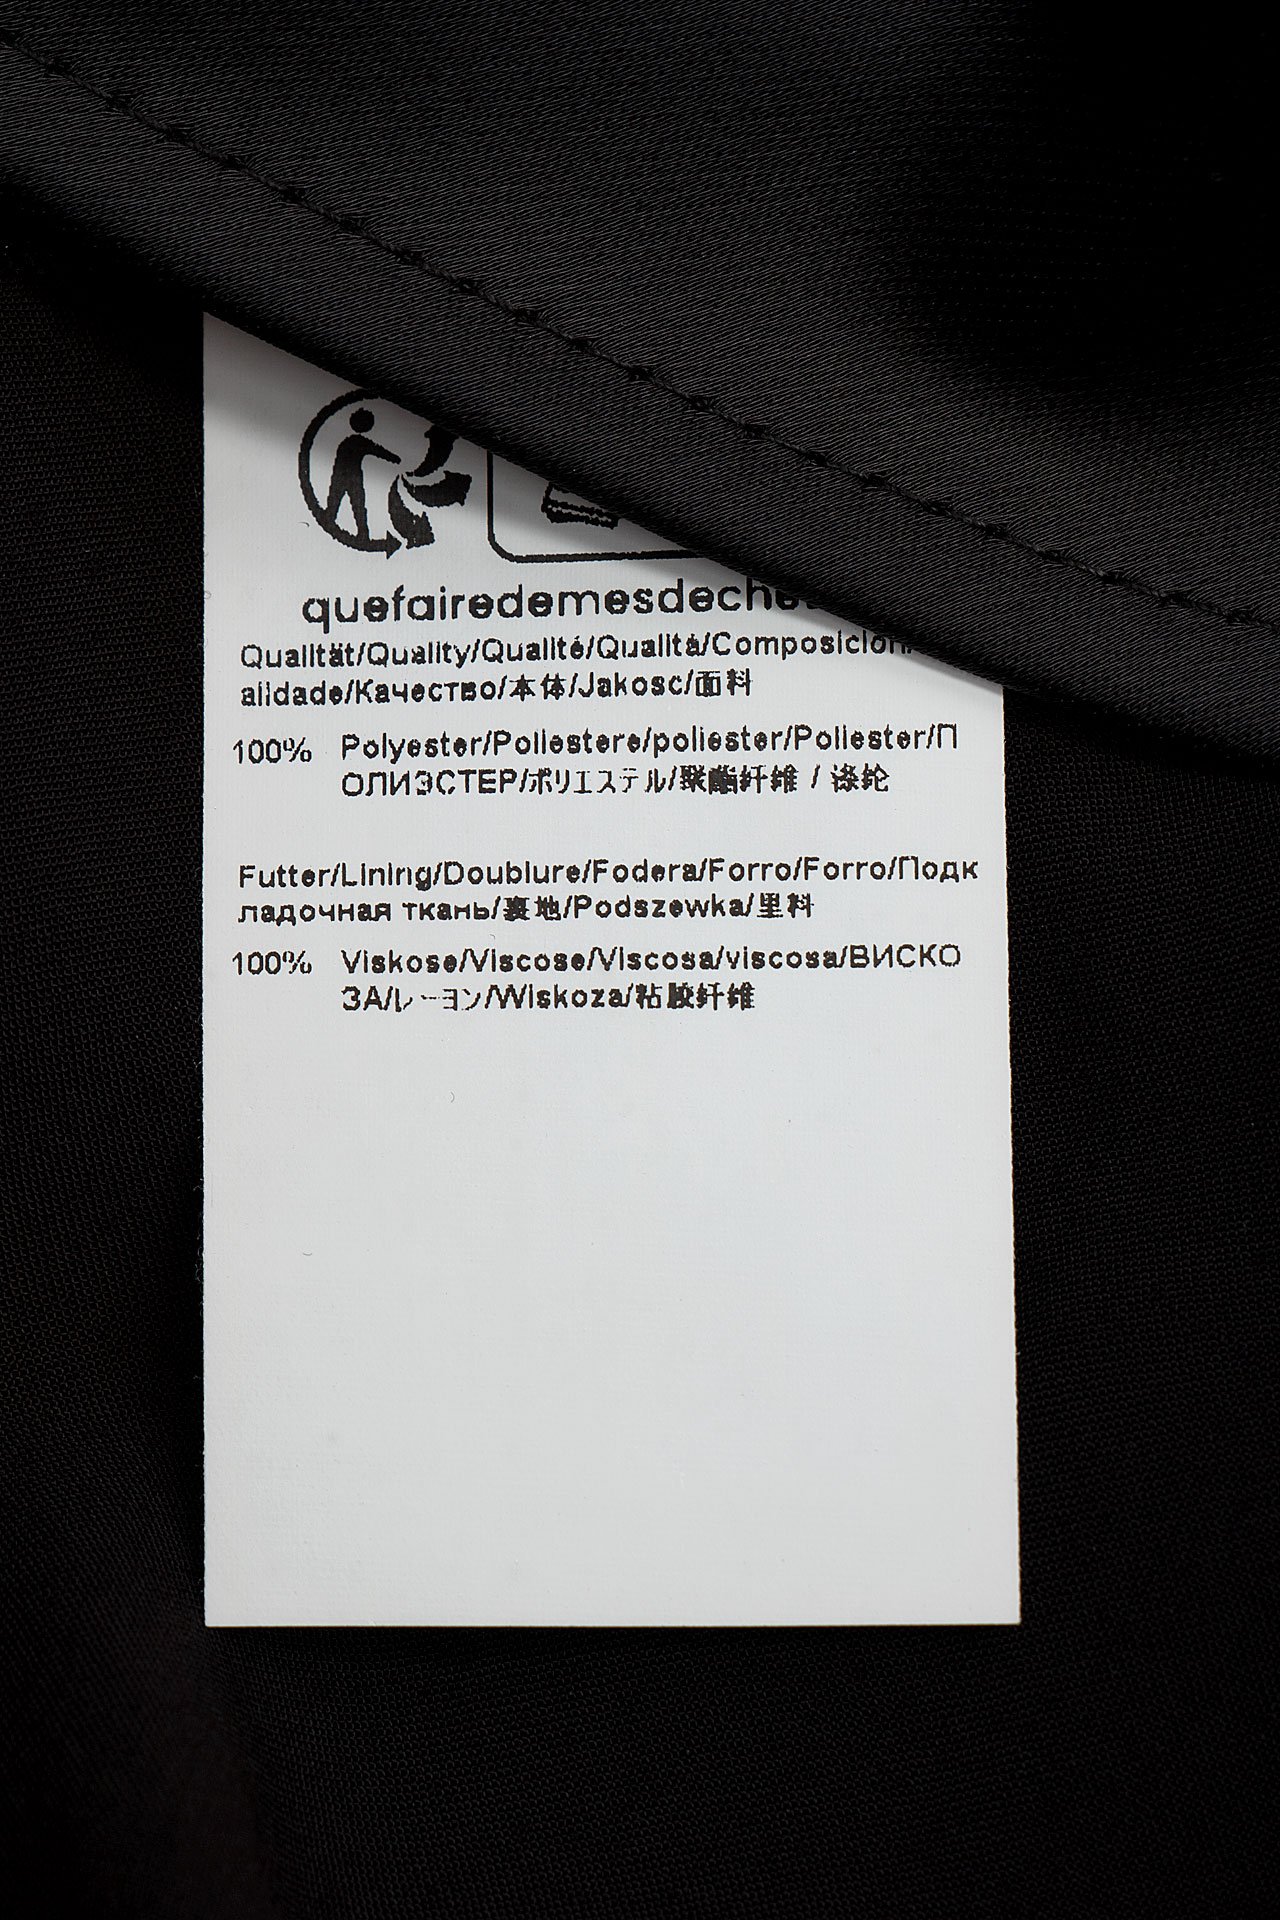 quefairedemesdeche
Qualität/Quality/Qualité/Qualità/Composición/
alidade/Качество/本体/Jakosc/面料
100% Polyester/Poliestere/poliester/Poliester/П
ОЛИЭСТЕР/ポリエステル/聚酯纤维 / 涤纶
Futter/Lining/Doublure/Fodera/Forro/Forro/Подк
ладочная ткань/裏地/Podszewka/里料
100% Viskose/Viscose/Viscosa/viscosa/ВИСКО
ЗА/レーヨン/Wiskoza/粘胶纤维